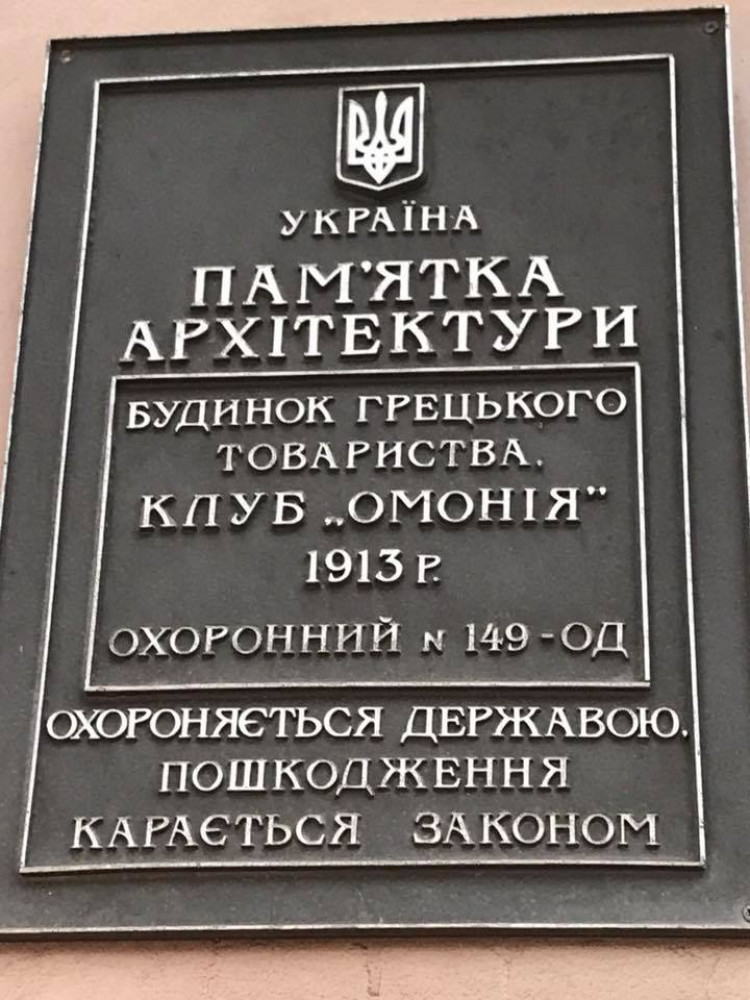 УКРАЇНА
ПАМ'ЯТКА
АРХІТЕКТУРИ
БУДИНОК ГРЕЦЬКОГО
ТОВАРИСТВА.
КЛУБ „ОМОНІЯ"
1913 Р.
ОХОРОННИЙ N 149-ОД
ОХОРОНЯЄТЬСЯ ДЕРЖАВОЮ.
ПОШКОДЖЕННЯ
КАРАЄТЬСЯ ЗАКОНОМ